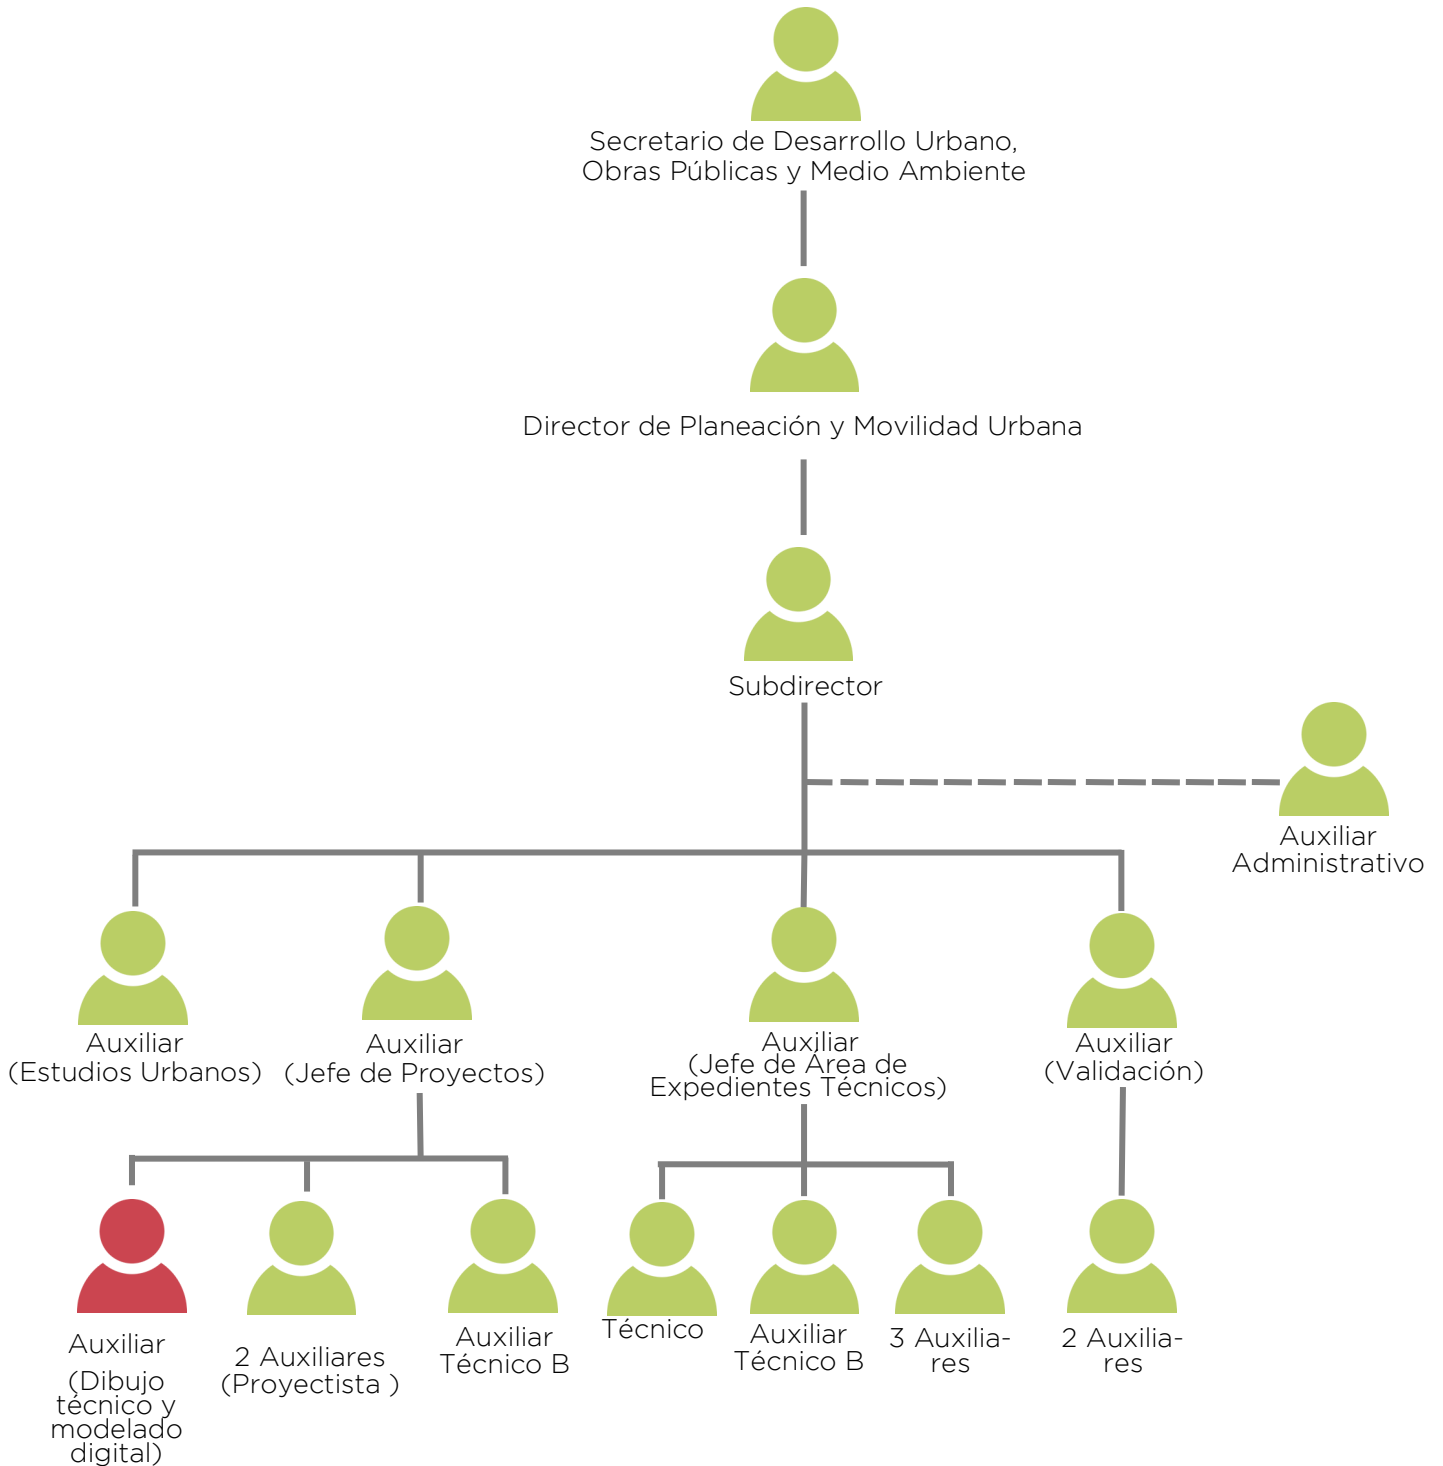 Secretario de Desarrollo Urbano,
Obras Públicas y Medio Ambiente
Director de Planeación y Movilidad Urbana
Subdirector
Auxiliar
Administrativo
Auxiliar
(Estudios Urbanos)
Auxiliar
(Jefe de Proyectos)
Auxiliar
(Jefe de Área de
Expedientes Técnicos)
Auxiliar
(Validación)
Auxiliar
(Dibujo
técnico y
modelado
digital)
2 Auxiliares
(Proyectista )
Auxiliar
Técnico B
Técnico
Auxiliar
Técnico B
3 Auxilia-
res
2 Auxilia-
res